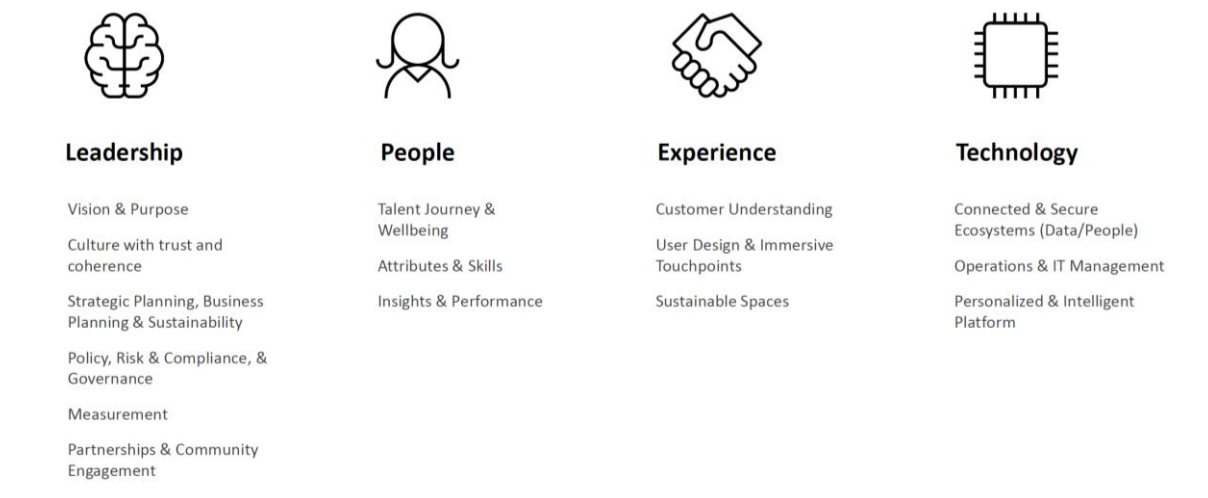 Leadership
Vision & Purpose
Culture with trust and
coherence
Strategic Planning, Business
Planning & Sustainability
Policy, Risk & Compliance, &
Governance
Measurement
Partnerships & Community
Engagement
People
Talent Journey &
Wellbeing
Attributes & Skills
Insights & Performance
Experience
Customer Understanding
User Design & Immersive
Touchpoints
Sustainable Spaces
Technology
Connected & Secure
Ecosystems (Data/People)
Operations & IT Management
Personalized & Intelligent
Platform